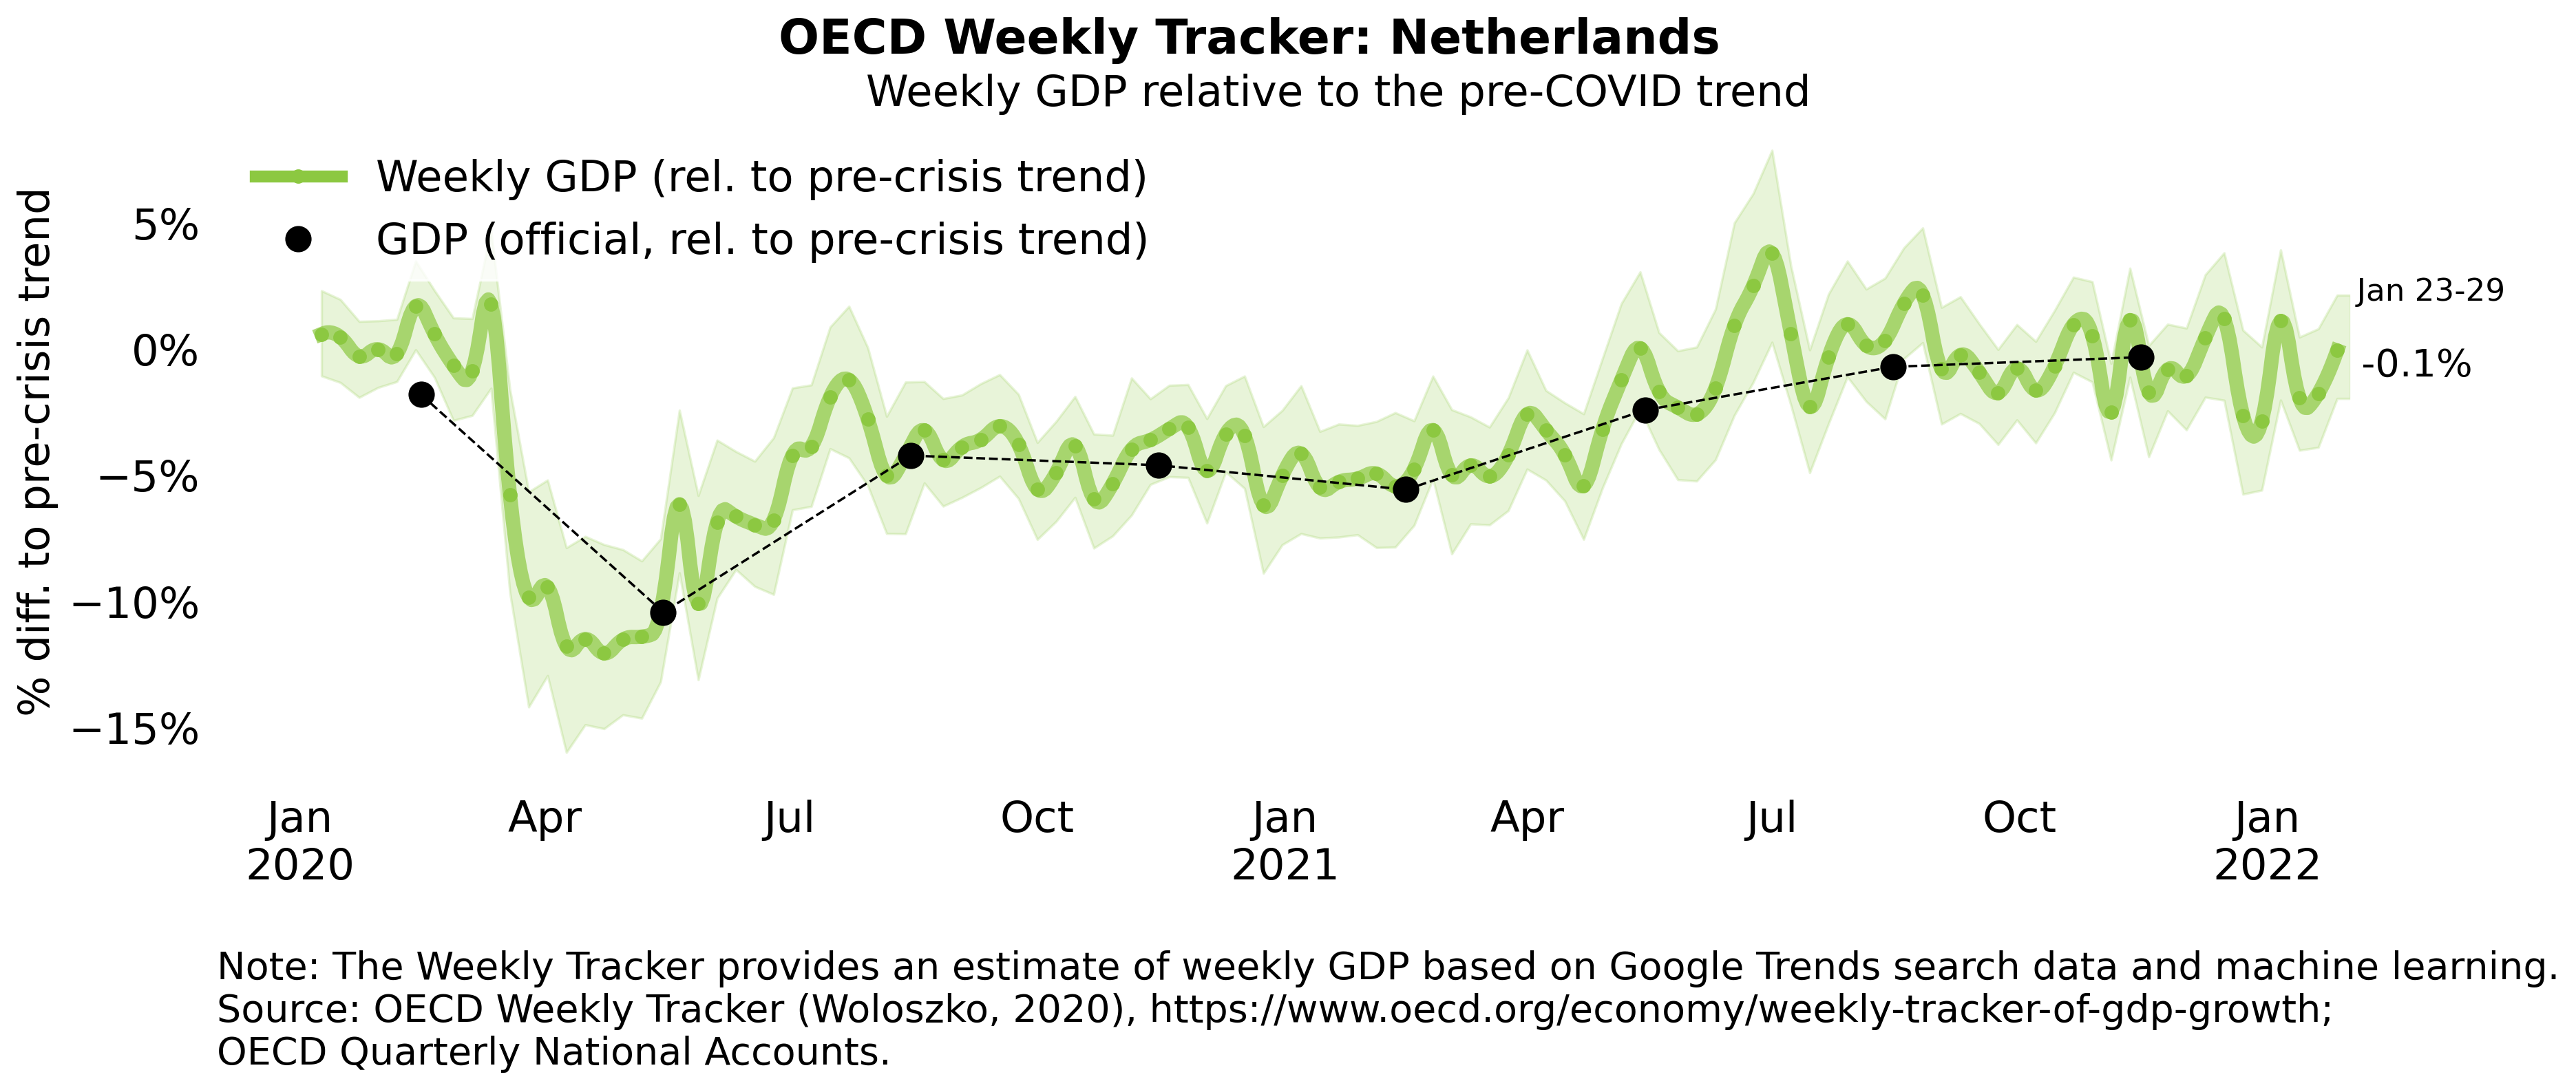 OECD Weekly Tracker: Netherlands
Weekly GDP relative to the pre-COVID trend
Weekly GDP (rel. to pre-crisis trend)
GDP (official, rel. to pre-crisis trend)
% diff. to pre-crisis trend
5%
0%
−5%
−10%
−15%
Jan 23-29
-0.1%
Jan Apr Jul Oct Jan Apr Jul Oct Jan
2020 2021 2022
Note: The Weekly Tracker provides an estimate of weekly GDP based on Google Trends search data and machine learning.
Source: OECD Weekly Tracker (Woloszko, 2020), https://www.oecd.org/economy/weekly-tracker-of-gdp-growth;
OECD Quarterly National Accounts.